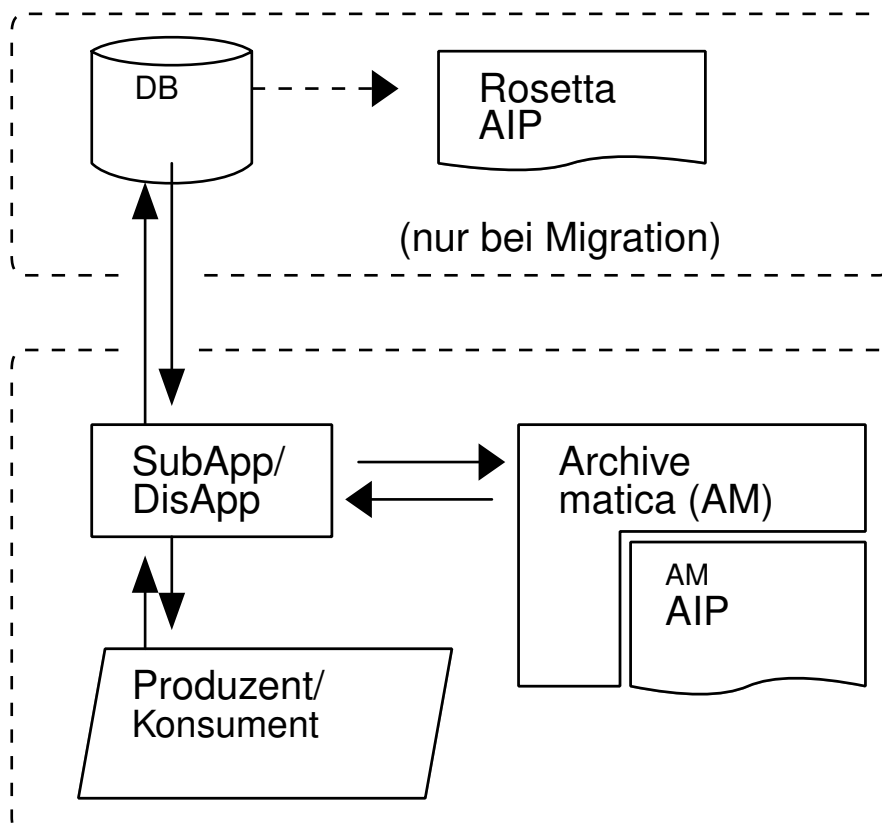 DB
Rosetta
AIP
(nur bei Migration)
SubApp/
DisApp
Archive
matica (AM)
AM
AIP
Produzent/
Konsument